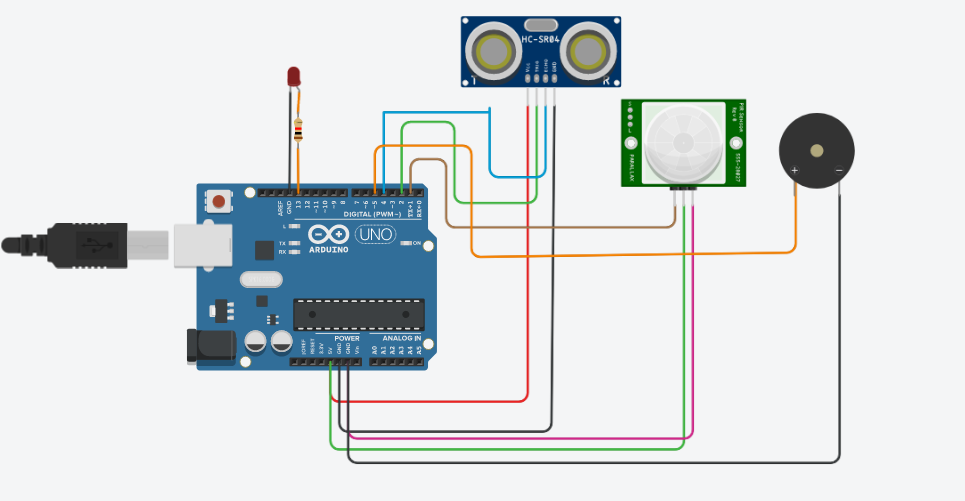 HC-SR04
Vcc
TRIG
ECHO
GND
T
R
PIR Sensor
Rev B
555-28027
PARALLAX
+
−
AREF
GND
13
12
~11
~10
~9
8
7
~6
~5
4
~3
2
TX→1
RX←0
DIGITAL (PWM~)
L
TX
RX
UNO
ARDUINO
ON
POWER
ANALOG IN
IOREF
RESET
3.3V
5V
GND
GND
Vin
A0
A1
A2
A3
A4
A5